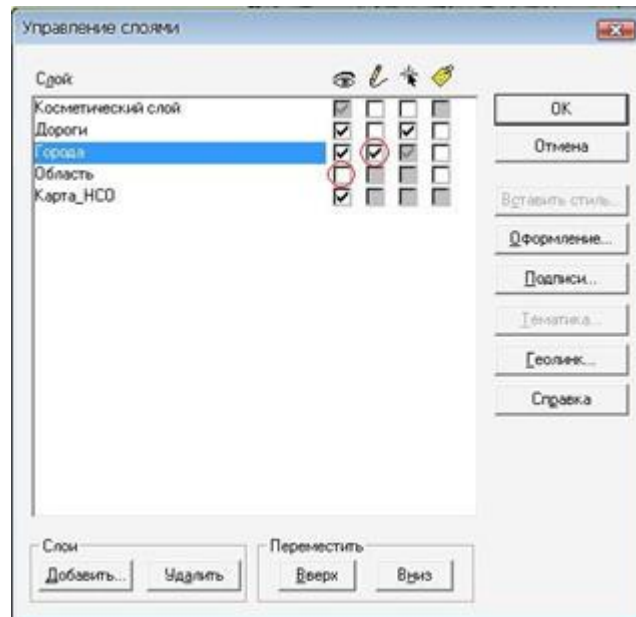 Управление слоями
Слой:
Косметический слой
Дороги
Города
Область
Карта_НСО
OK
Отмена
Вставить стиль...
Оформление...
Подписи...
Тематика...
Геолинк...
Справка
Слои
Добавить...
Удалить
Переместить
Вверх
Вниз